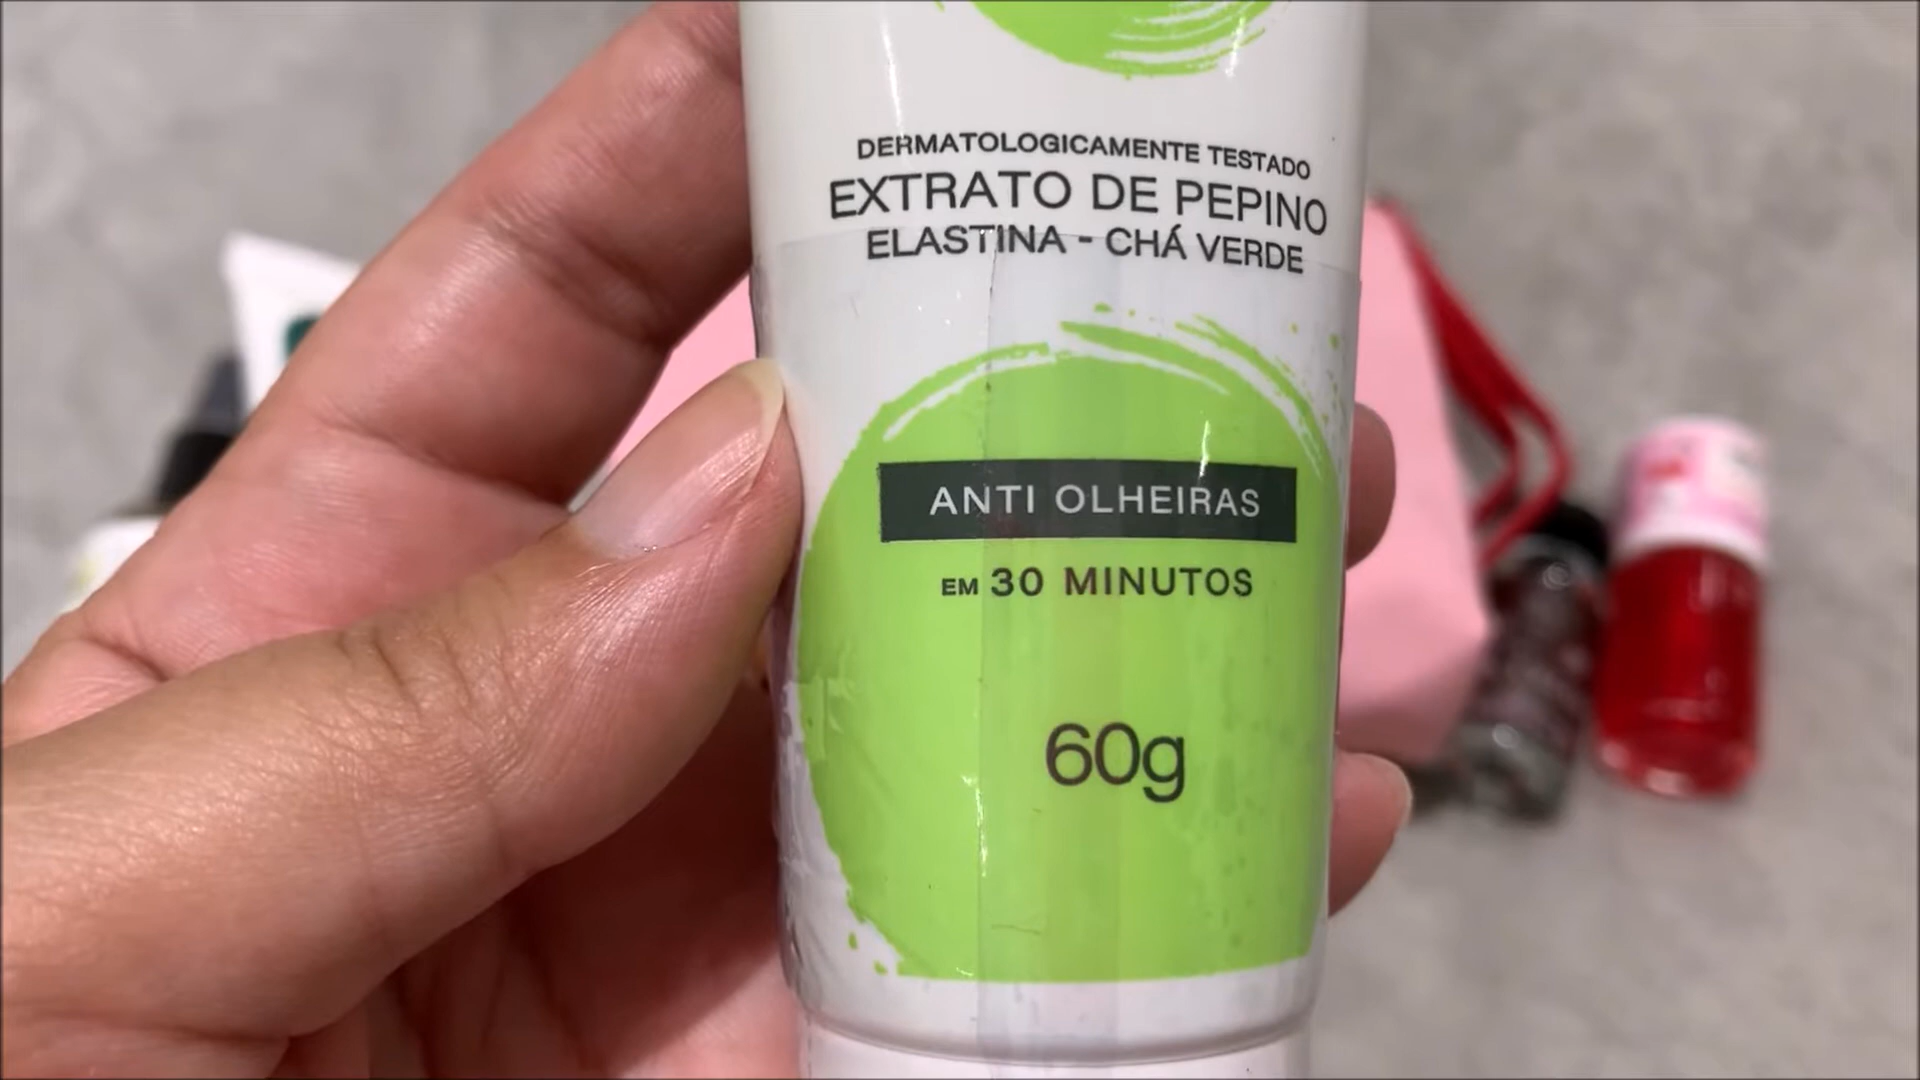 DERMATOLOGICAMENTE TESTADO
EXTRATO DE PEPINO
ELASTINA - CHÁ VERDE
ANTI OLHEIRAS
EM 30 MINUTOS
60g